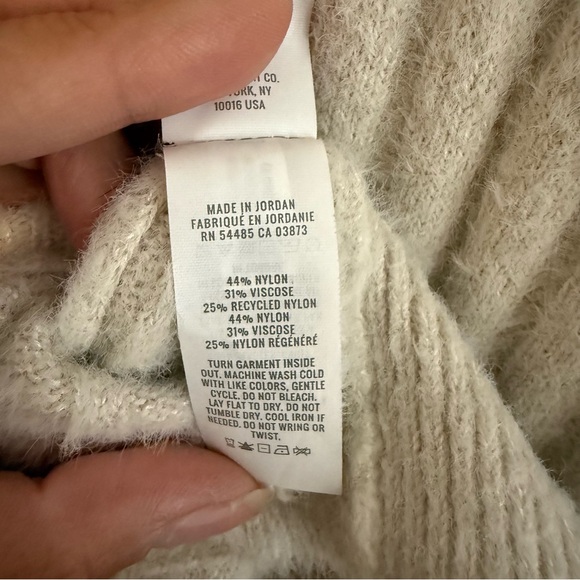 CO.
YORK, NY
10016 USA
MADE IN JORDAN
FABRIQUÉ EN JORDANIE
RN 54485 CA 03873
44% NYLON
31% VISCOSE
25% RECYCLED NYLON
44% NYLON
31% VISCOSE
25% NYLON RÉGÉNÉRÉ
TURN GARMENT INSIDE
OUT. MACHINE WASH COLD
WITH LIKE COLORS, GENTLE
CYCLE. DO NOT BLEACH.
LAY FLAT TO DRY. DO NOT
TUMBLE DRY. COOL IRON IF
NEEDED. DO NOT WRING OR
TWIST.